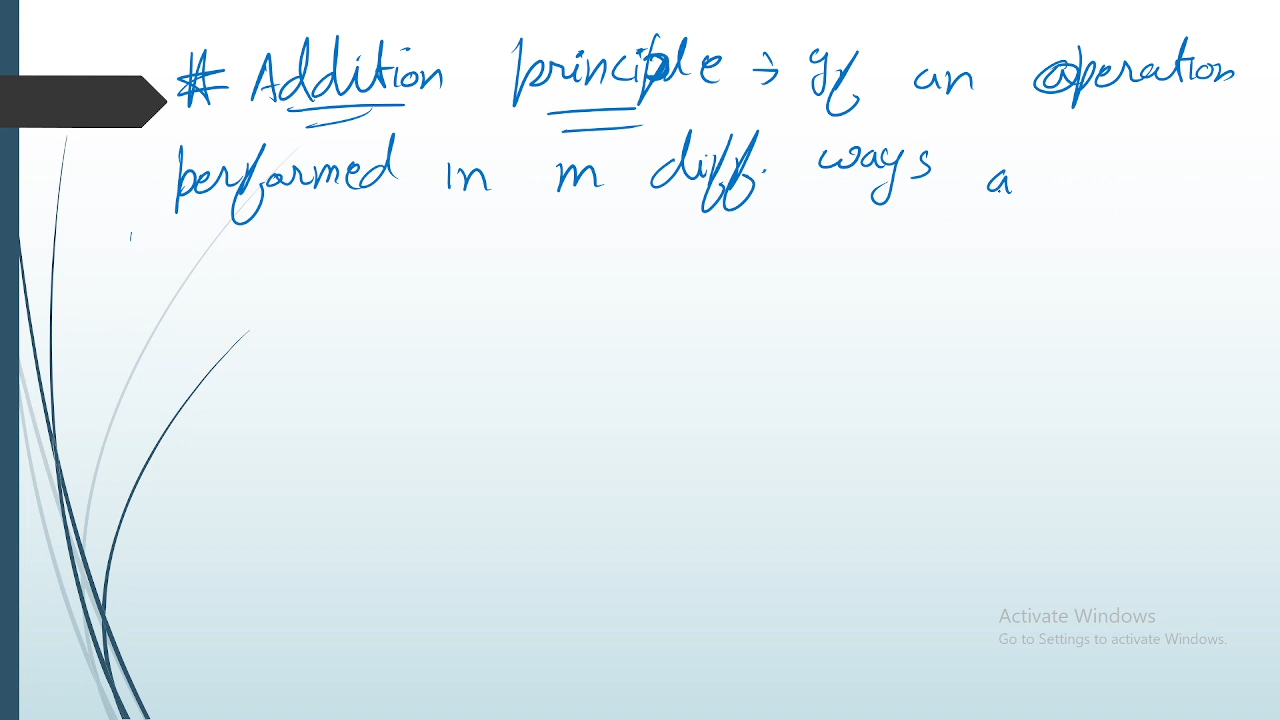 # Addition principle → If an operation
performed in m diff. ways a
Activate Windows
Go to Settings to activate Windows.